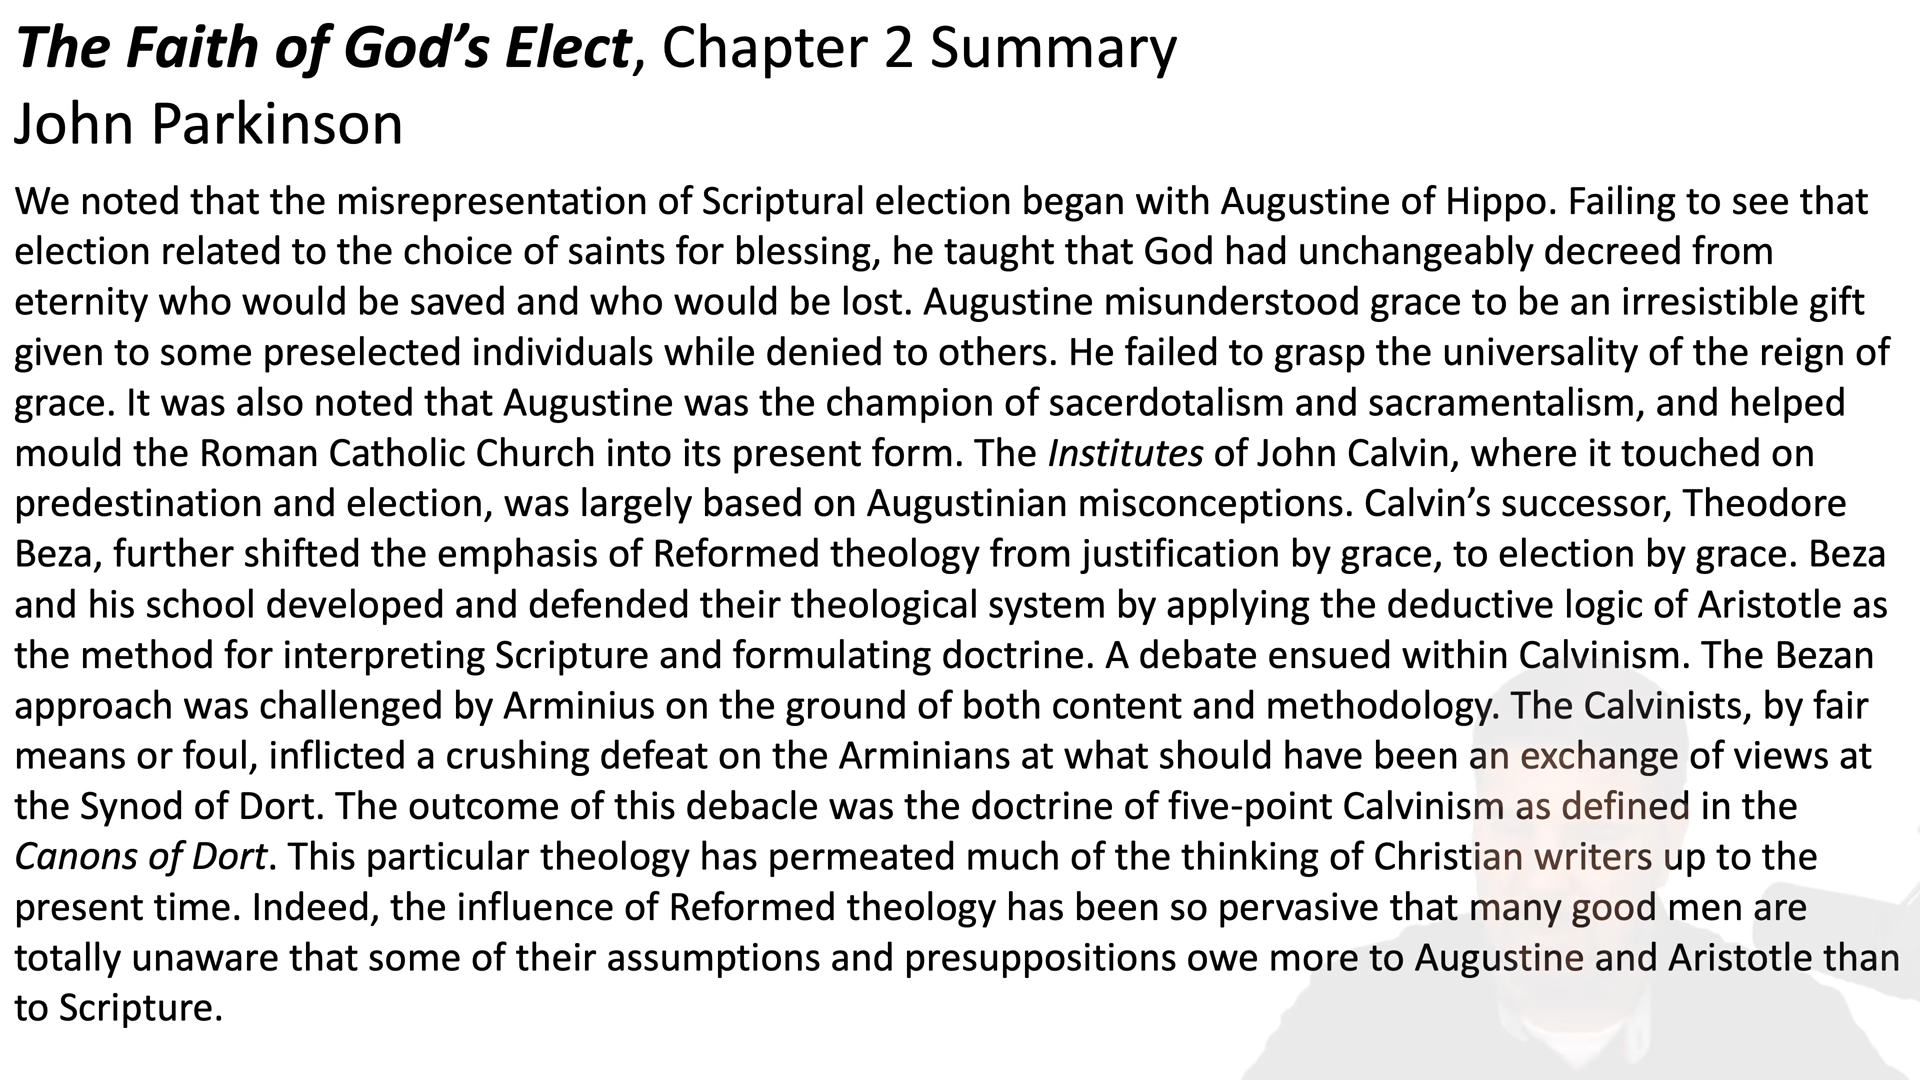 The Faith of God’s Elect, Chapter 2 Summary
John Parkinson
We noted that the misrepresentation of Scriptural election began with Augustine of Hippo. Failing to see that
election related to the choice of saints for blessing, he taught that God had unchangeably decreed from
eternity who would be saved and who would be lost. Augustine misunderstood grace to be an irresistible gift
given to some preselected individuals while denied to others. He failed to grasp the universality of the reign of
grace. It was also noted that Augustine was the champion of sacerdotalism and sacramentalism, and helped
mould the Roman Catholic Church into its present form. The Institutes of John Calvin, where it touched on
predestination and election, was largely based on Augustinian misconceptions. Calvin’s successor, Theodore
Beza, further shifted the emphasis of Reformed theology from justification by grace, to election by grace. Beza
and his school developed and defended their theological system by applying the deductive logic of Aristotle as
the method for interpreting Scripture and formulating doctrine. A debate ensued within Calvinism. The Bezan
approach was challenged by Arminius on the ground of both content and methodology. The Calvinists, by fair
means or foul, inflicted a crushing defeat on the Arminians at what should have been an exchange of views at
the Synod of Dort. The outcome of this debacle was the doctrine of five-point Calvinism as defined in the
Canons of Dort. This particular theology has permeated much of the thinking of Christian writers up to the
present time. Indeed, the influence of Reformed theology has been so pervasive that many good men are
totally unaware that some of their assumptions and presuppositions owe more to Augustine and Aristotle than
to Scripture.